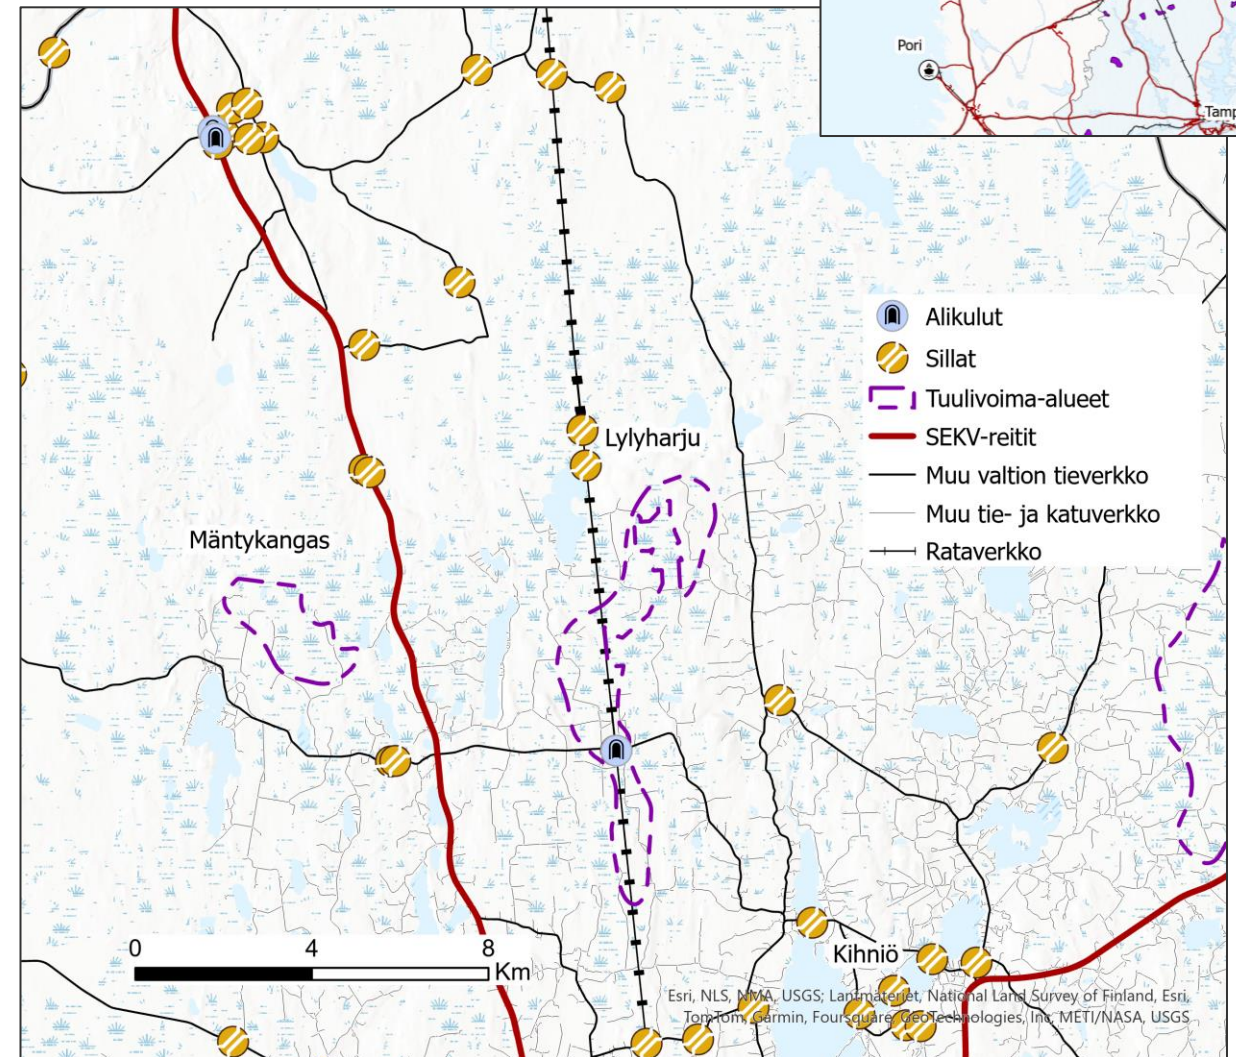 Pori
Tamp
Alikulut
Sillat
Tuulivoima-alueet
SEKV-reitit
Muu valtion tieverkko
Muu tie- ja katuverkko
Rataverkko
Lylyharju
Mäntykangas
Kihniö
0 4 8
Km
Esri, NLS, NMA, USGS; Lantmäteriet, National Land Survey of Finland, Esri,
TomTom, Garmin, Foursquare, GeoTechnologies, Inc, METI/NASA, USGS